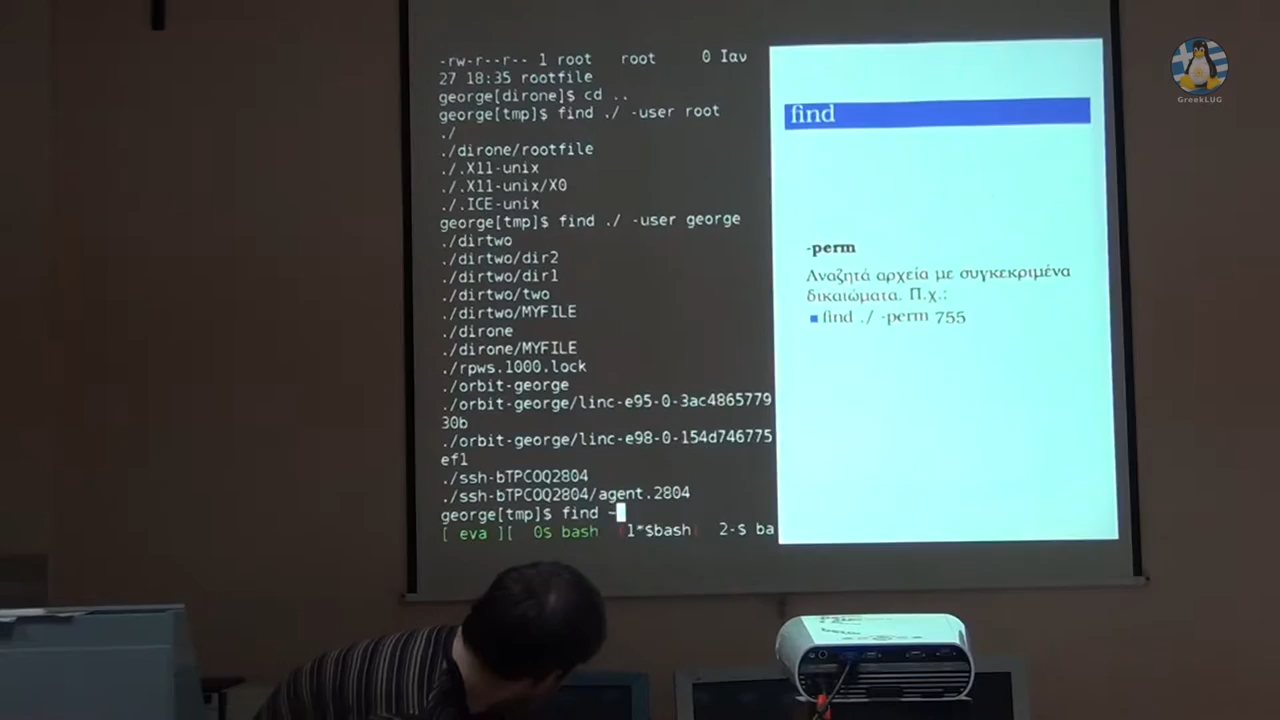 -rw-r--r-- 1 root root 0 Ιαν
27 18:35 rootfile
george[dirone]$ cd ..
george[tmp]$ find ./ -user root
./
./dirone/rootfile
./.X11-unix
./.X11-unix/X0
./.ICE-unix
george[tmp]$ find ./ -user george
./dirtwo
./dirtwo/dir2
./dirtwo/dir1
./dirtwo/two
./dirtwo/MYFILE
./dirone
./dirone/MYFILE
./rpws.1000.lock
./orbit-george
./orbit-george/linc-e95-0-3ac4865779
30b
./orbit-george/linc-e98-0-154d746775
ef1
./ssh-bTPCOQ2804
./ssh-bTPCOQ2804/agent.2804
george[tmp]$ find ~
[ eva ][ 0$ bash (1*$bash) 2-$ ba
find
-perm
Αναζητά αρχεία με συγκεκριμένα
δικαιώματα. Π.χ.:
find ./ -perm 755
GreekLUG